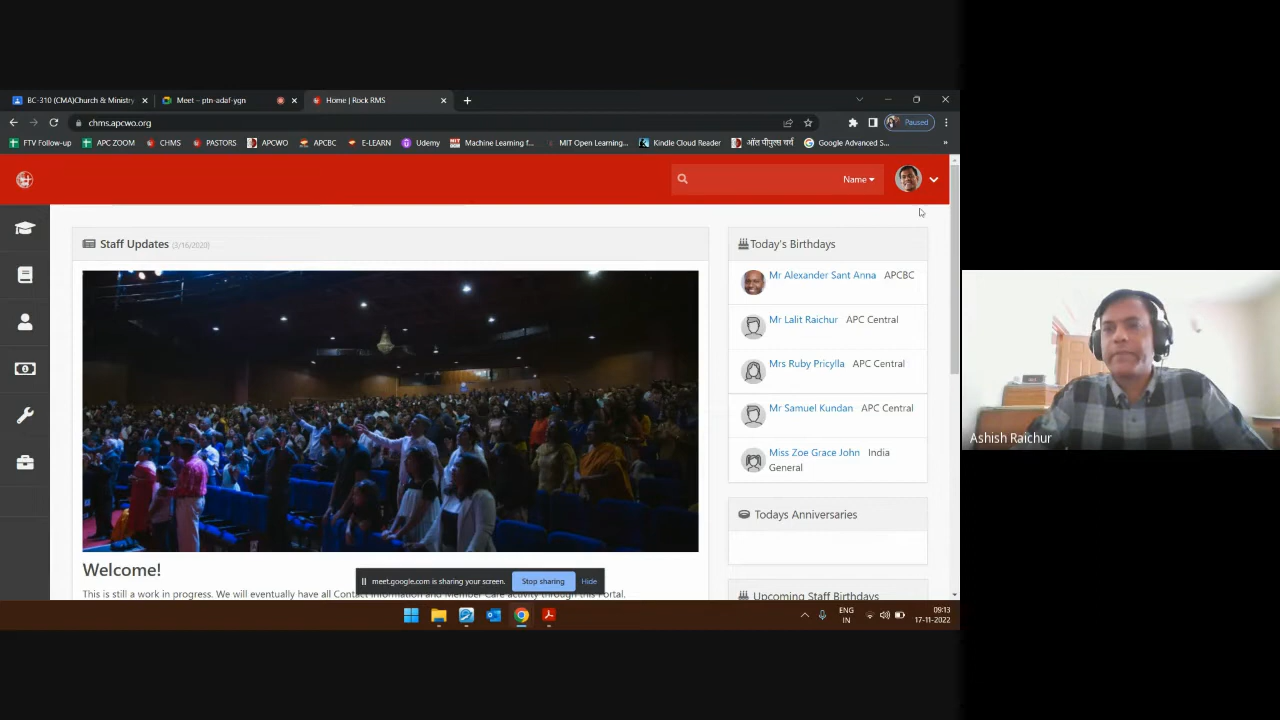 BC-310 (CMA)Church & Ministry
Meet – ptn-adaf-ygn
Home | Rock RMS
chms.apcwo.org
Paused
FTV Follow-up
APC ZOOM
CHMS
PASTORS
APCWO
APCBC
E-LEARN
Udemy
Machine Learning f...
MIT Open Learning...
Kindle Cloud Reader
ऑल पीपुल्स चर्च
Google Advanced S...
Name
Staff Updates (3/16/2020)
Today's Birthdays
Mr Alexander Sant Anna APCBC
Mr Lalit Raichur APC Central
Mrs Ruby Pricylla APC Central
Mr Samuel Kundan APC Central
Miss Zoe Grace John India
General
Todays Anniversaries
Upcoming Staff Birthdays
Welcome!
This is still a work in progress. We will eventually have all Contact Information and Member Care activity through this Portal.
meet.google.com is sharing your screen.
Stop sharing
Hide
ENG
IN
09:13
17-11-2022
Ashish Raichur